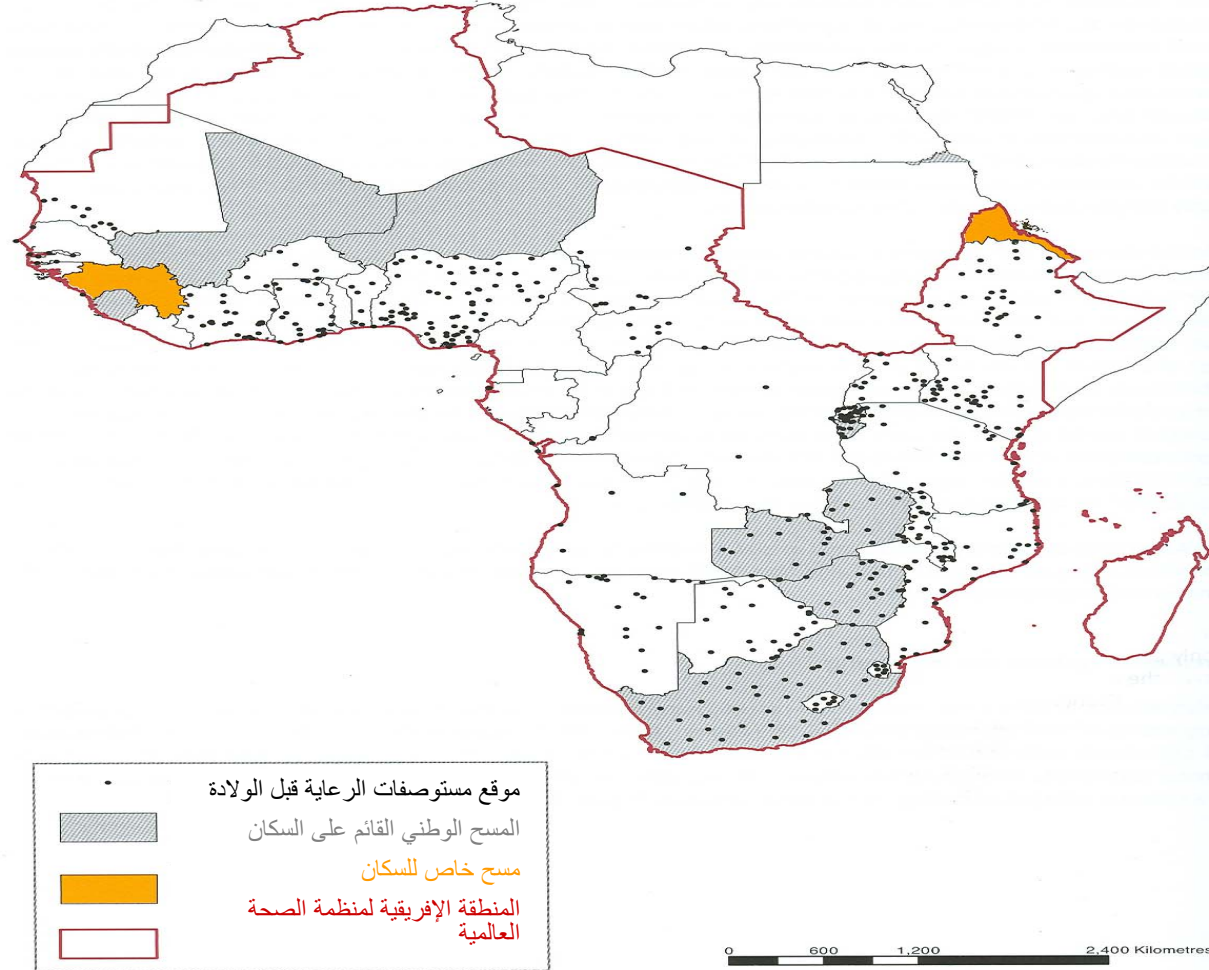 موقع مستوصفات الرعاية قبل الولادة
المسح الوطني القائم على السكان
مسح خاص للسكان
المنطقة الإفريقية لمنظمة الصحة
العالمية
0 600 1,200 2,400 Kilometres